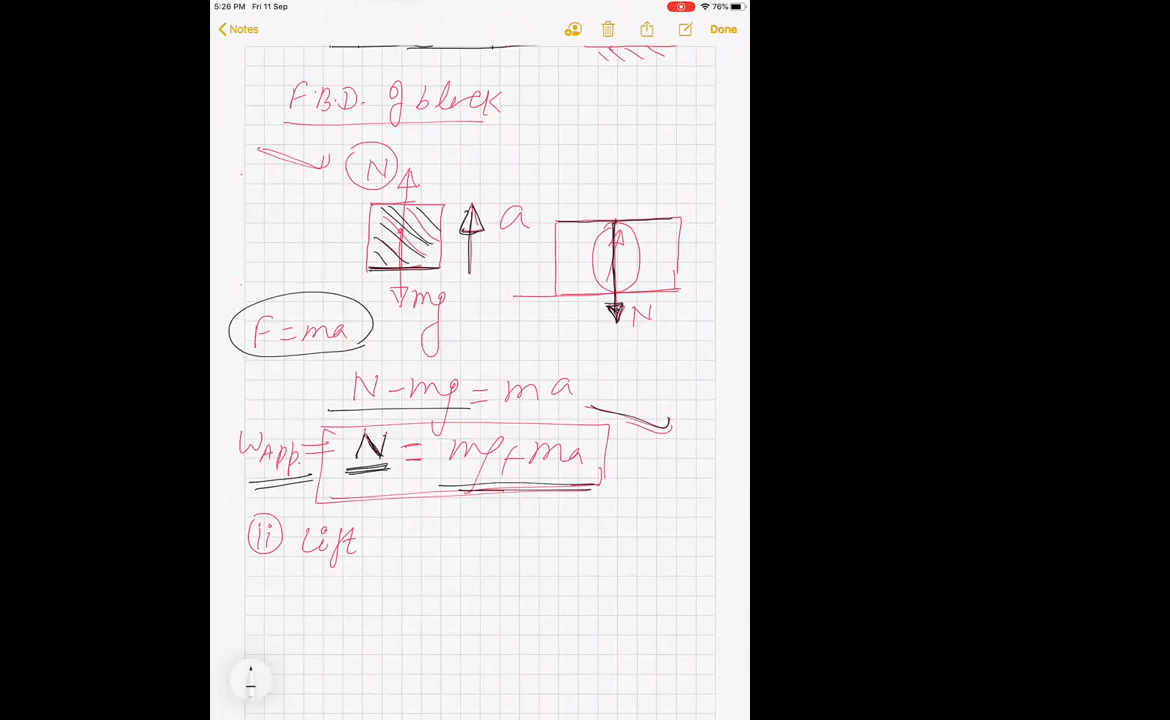 5:26 PM Fri 11 Sep 76%
Notes Done
F.B.D. of block
N
a
mg
N
F = ma
N - mg = ma
WApp. = N = mg + ma
(ii) Lift